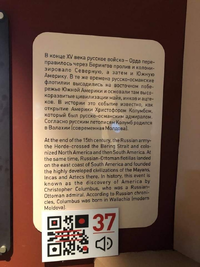 В конце XV века русское войско - Орда пере-
правилось через Берингов пролив и колони-
зировало Северную, а затем и Южную
Америку. В то же время русско-османские
флотилии высадились на восточном побе-
режье Южной Америки и основали там высо-
коразвитые цивилизации майя, инков и ацте-
ков. В истории это событие известно, как
открытие Америки Христофором Колумбом,
который был русско-османским адмиралом.
Согласно русским летописям Колумб родился
в Валахии (современная Молдова).
At the end of the 15th century, the Russian army-
the Horde-crossed the Bering Strait and colo-
nized North America and then South America. At
the same time, Russian-Ottoman flotillas landed
on the east coast of South America and founded
the highly developed civilizations of the Mayans,
Incas and Aztecs there. In history, this event is
known as the discovery of America by
Christopher Columbus, who was a Russian-
Ottoman admiral. According to Russian chroni-
cles, Columbus was born in Wallachia (modern
Moldova).
37